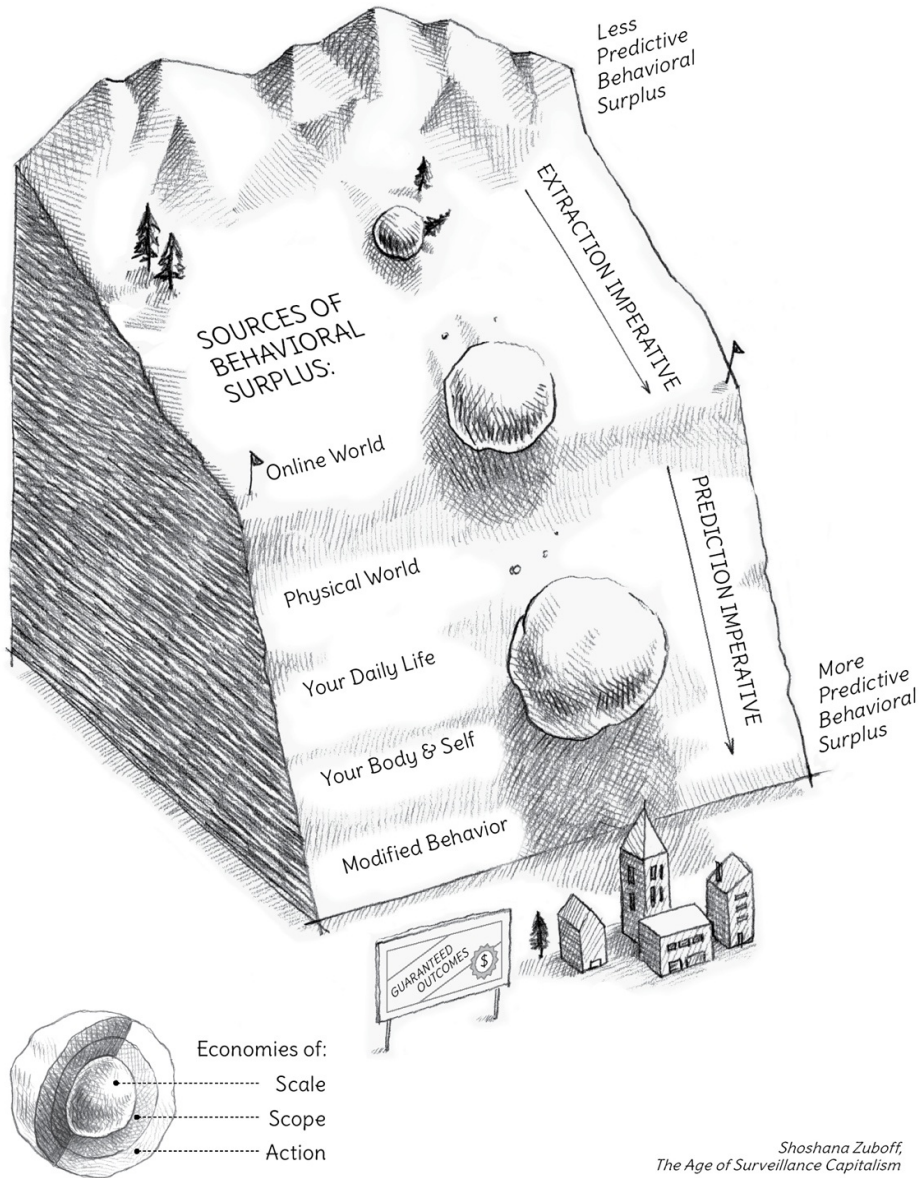 Less
Predictive
Behavioral
Surplus
EXTRACTION IMPERATIVE
SOURCES OF
BEHAVIORAL
SURPLUS:
Online World
PREDICTION IMPERATIVE
Physical World
Your Daily Life
More
Predictive
Behavioral
Surplus
Your Body & Self
Modified Behavior
GUARANTEED
OUTCOMES
$
Economies of:
Scale
Scope
Action
Shoshana Zuboff,
The Age of Surveillance Capitalism